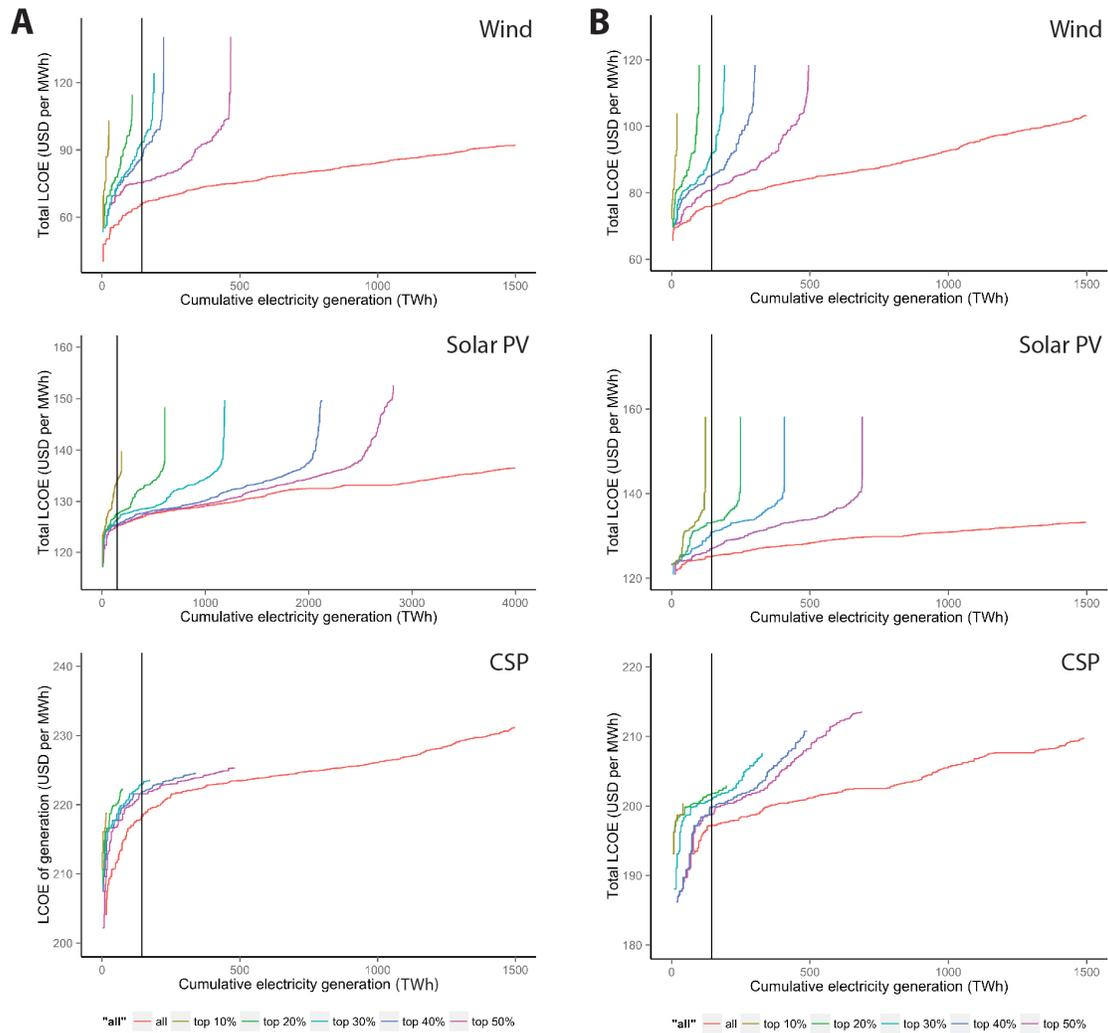 A
Wind
Total LCOE (USD per MWh)
120
90
60
0
500
1000
1500
Cumulative electricity generation (TWh)
B
Wind
Total LCOE (USD per MWh)
120
100
80
60
0
500
1000
1500
Cumulative electricity generation (TWh)
Solar PV
Total LCOE (USD per MWh)
160
150
140
130
120
0
1000
2000
3000
4000
Cumulative electricity generation (TWh)
Solar PV
Total LCOE (USD per MWh)
160
140
120
0
500
1000
1500
Cumulative electricity generation (TWh)
CSP
LCOE of generation (USD per MWh)
240
230
220
210
200
0
500
1000
1500
Cumulative electricity generation (TWh)
CSP
Total LCOE (USD per MWh)
220
210
200
190
180
0
500
1000
1500
Cumulative electricity generation (TWh)
"all" all top 10% top 20% top 30% top 40% top 50%
"all" all top 10% top 20% top 30% top 40% top 50%